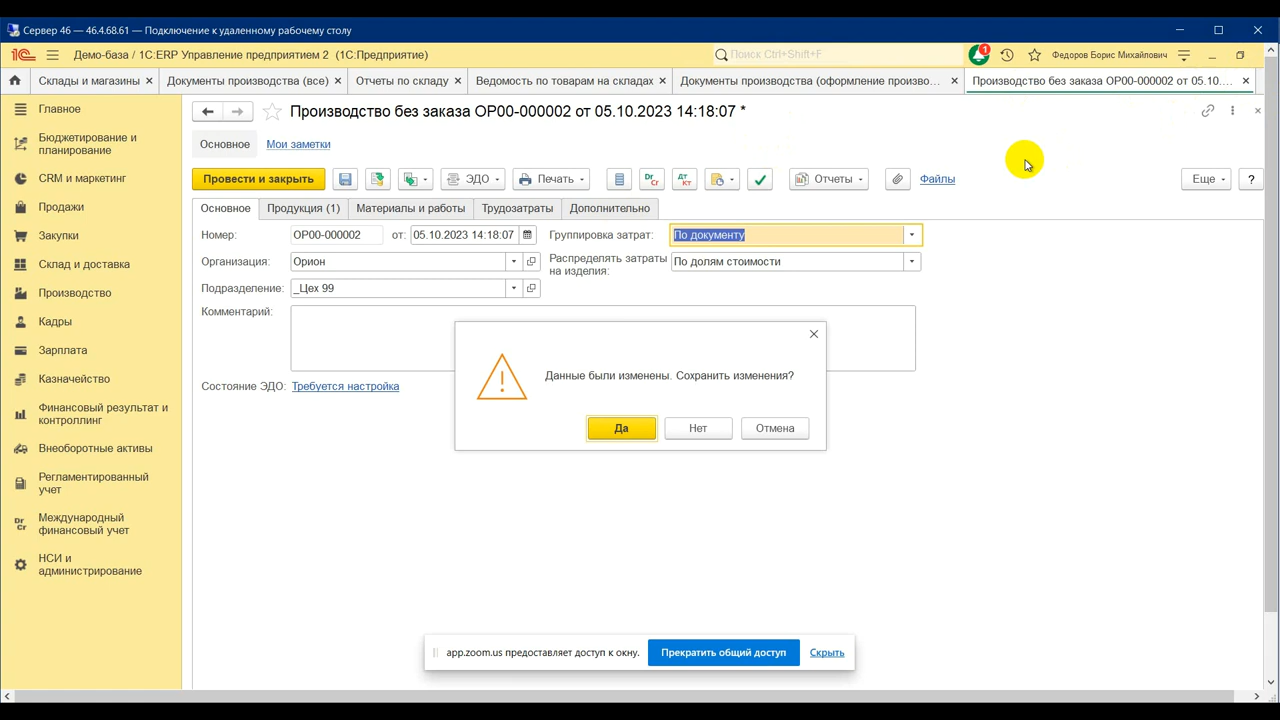 Сервер 46 — 46.4.68.61 — Подключение к удаленному рабочему столу
Демо-база / 1С:ERP Управление предприятием 2 (1С:Предприятие)
Поиск Ctrl+Shift+F
1
Федоров Борис Михайлович
Склады и магазины
Документы производства (все)
Отчеты по складу
Ведомость по товарам на складах
Документы производства (оформление произво...
Производство без заказа ОР00-000002 от 05.10....
Главное
Бюджетирование и
планирование
CRM и маркетинг
Продажи
Закупки
Склад и доставка
Производство
Кадры
Зарплата
Казначейство
Финансовый результат и
контроллинг
Внеоборотные активы
Регламентированный
учет
Международный
финансовый учет
НСИ и
администрирование
Производство без заказа ОР00-000002 от 05.10.2023 14:18:07 *
Основное
Мои заметки
Провести и закрыть
ЭДО
Печать
Dr
Cr
Дт
Кт
Отчеты
Файлы
Еще
?
Основное
Продукция (1)
Материалы и работы
Трудозатраты
Дополнительно
Номер: ОР00-000002 от: 05.10.2023 14:18:07 Группировка затрат: По документу
Организация: Орион
Распределять затраты
на изделия: По долям стоимости
Подразделение: _Цех 99
Комментарий:
Состояние ЭДО: Требуется настройка
Данные были изменены. Сохранить изменения?
Да
Нет
Отмена
app.zoom.us предоставляет доступ к окну.
Прекратить общий доступ
Скрыть